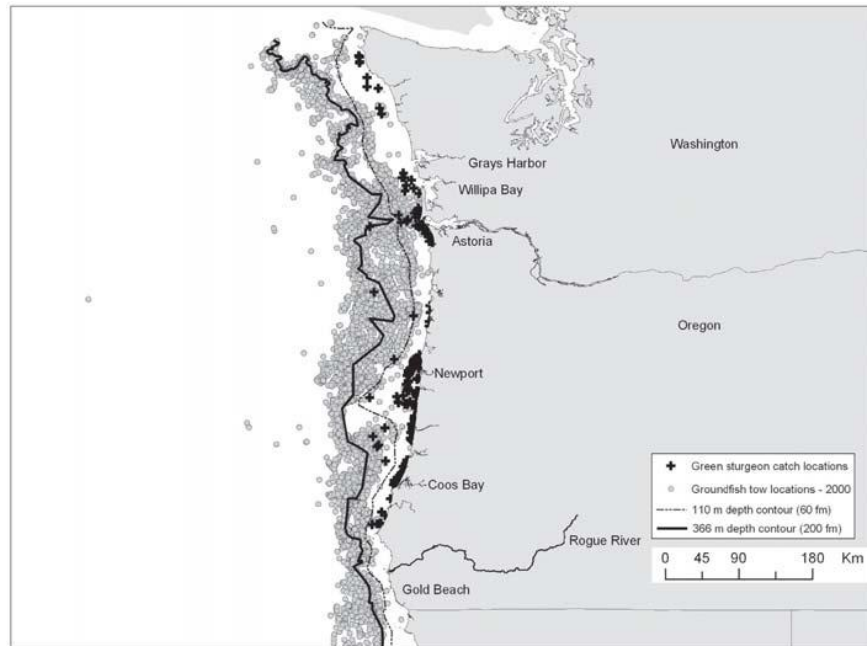 Washington
Grays Harbor
Willipa Bay
Astoria
Oregon
Newport
Coos Bay
Rogue River
Gold Beach
Green sturgeon catch locations
Groundfish tow locations - 2000
110 m depth contour (60 fm)
366 m depth contour (200 fm)
0 45 90 180 Km